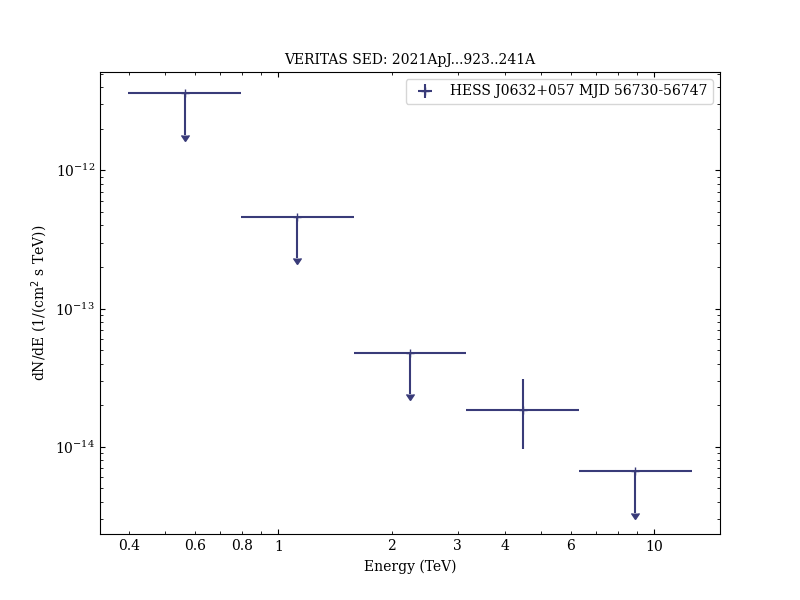 VERITAS SED: 2021ApJ...923..241A
HESS J0632+057 MJD 56730-56747
dN/dE (1/(cm² s TeV))
10⁻¹²
10⁻¹³
10⁻¹⁴
0.4 0.6 0.8 1 2 3 4 6 10
Energy (TeV)